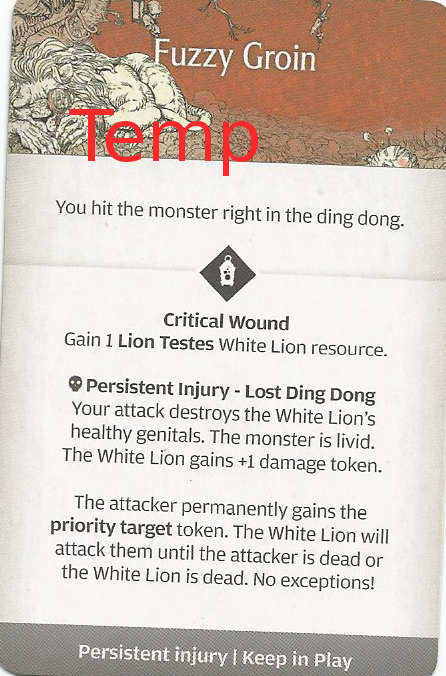 Fuzzy Groin
Temp
You hit the monster right in the ding dong.
Critical Wound
Gain 1 Lion Testes White Lion resource.
Persistent Injury - Lost Ding Dong
Your attack destroys the White Lion's
healthy genitals. The monster is livid.
The White Lion gains +1 damage token.
The attacker permanently gains the
priority target token. The White Lion will
attack them until the attacker is dead or
the White Lion is dead. No exceptions!
Persistent injury | Keep in Play